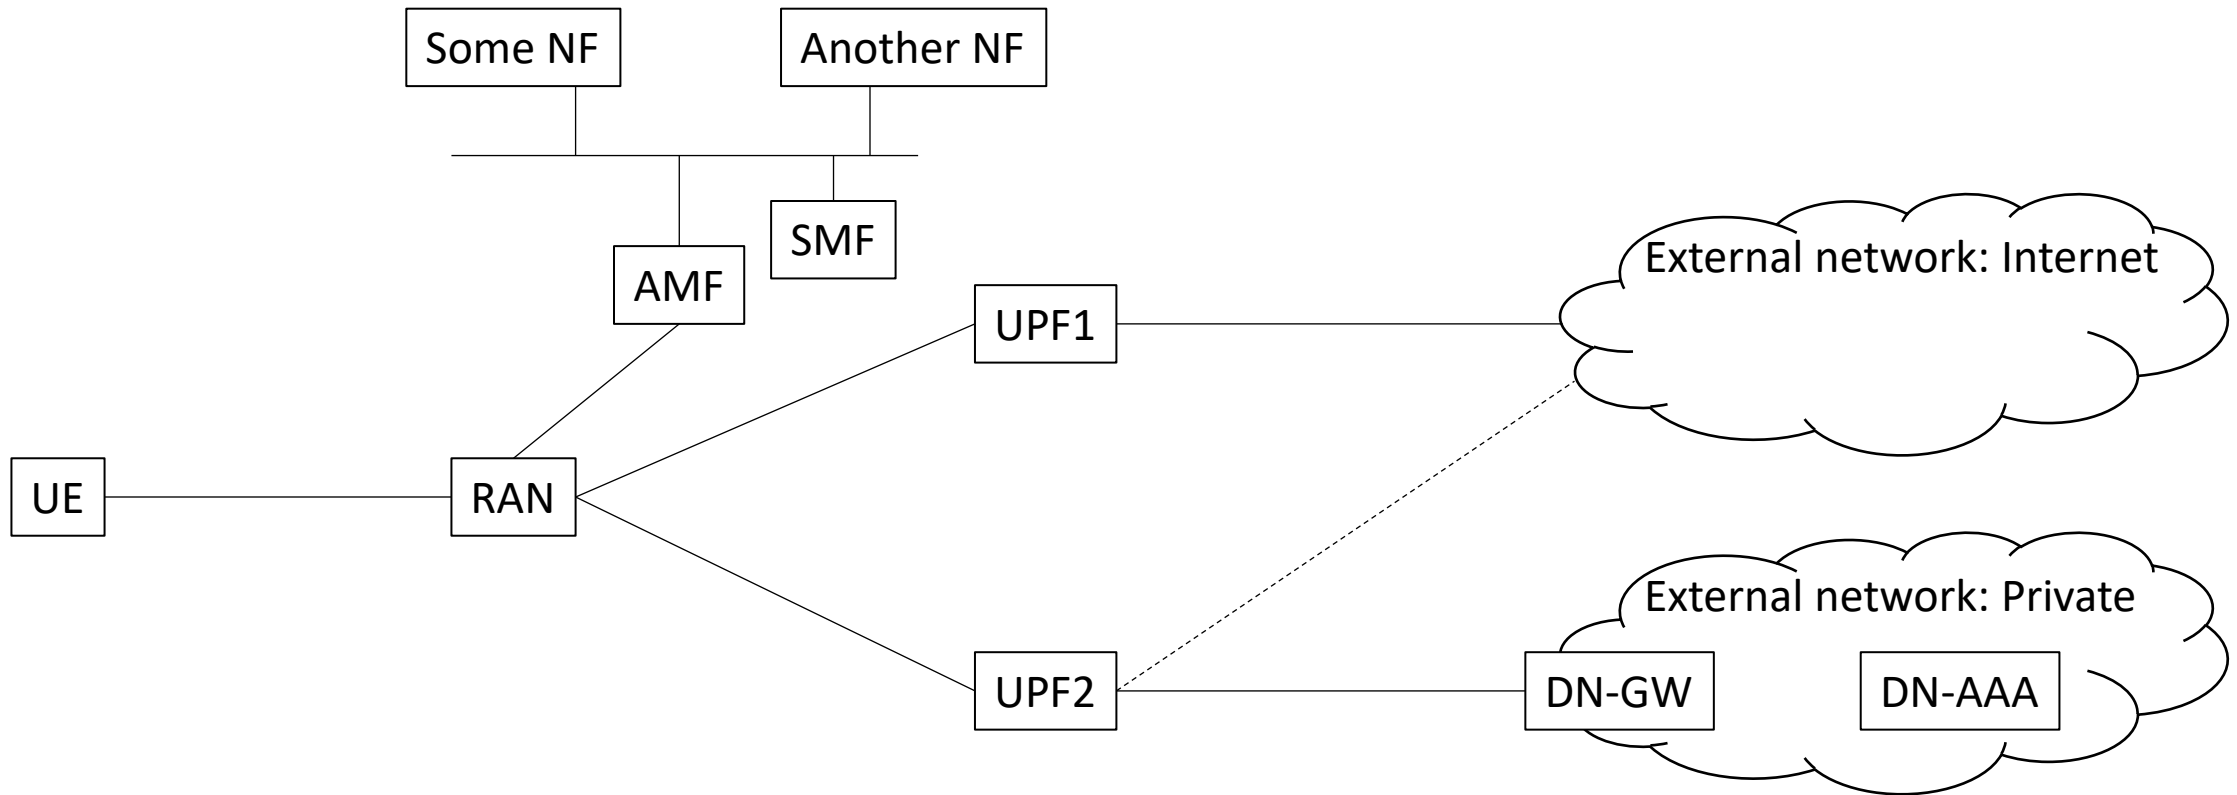 Some NF
Another NF
SMF
AMF
External network: Internet
UPF1
UE
RAN
External network: Private
UPF2
DN-GW
DN-AAA